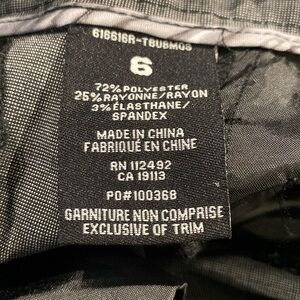 616616R-TBUBMOS
6
72% POLYESTER
25% RAYONNE/RAYON
3% ÉLASTHANE/
SPANDEX
MADE IN CHINA
FABRIQUÉ EN CHINE
RN 112492
CA 19113
PO#100368
GARNITURE NON COMPRISE
EXCLUSIVE OF TRIM